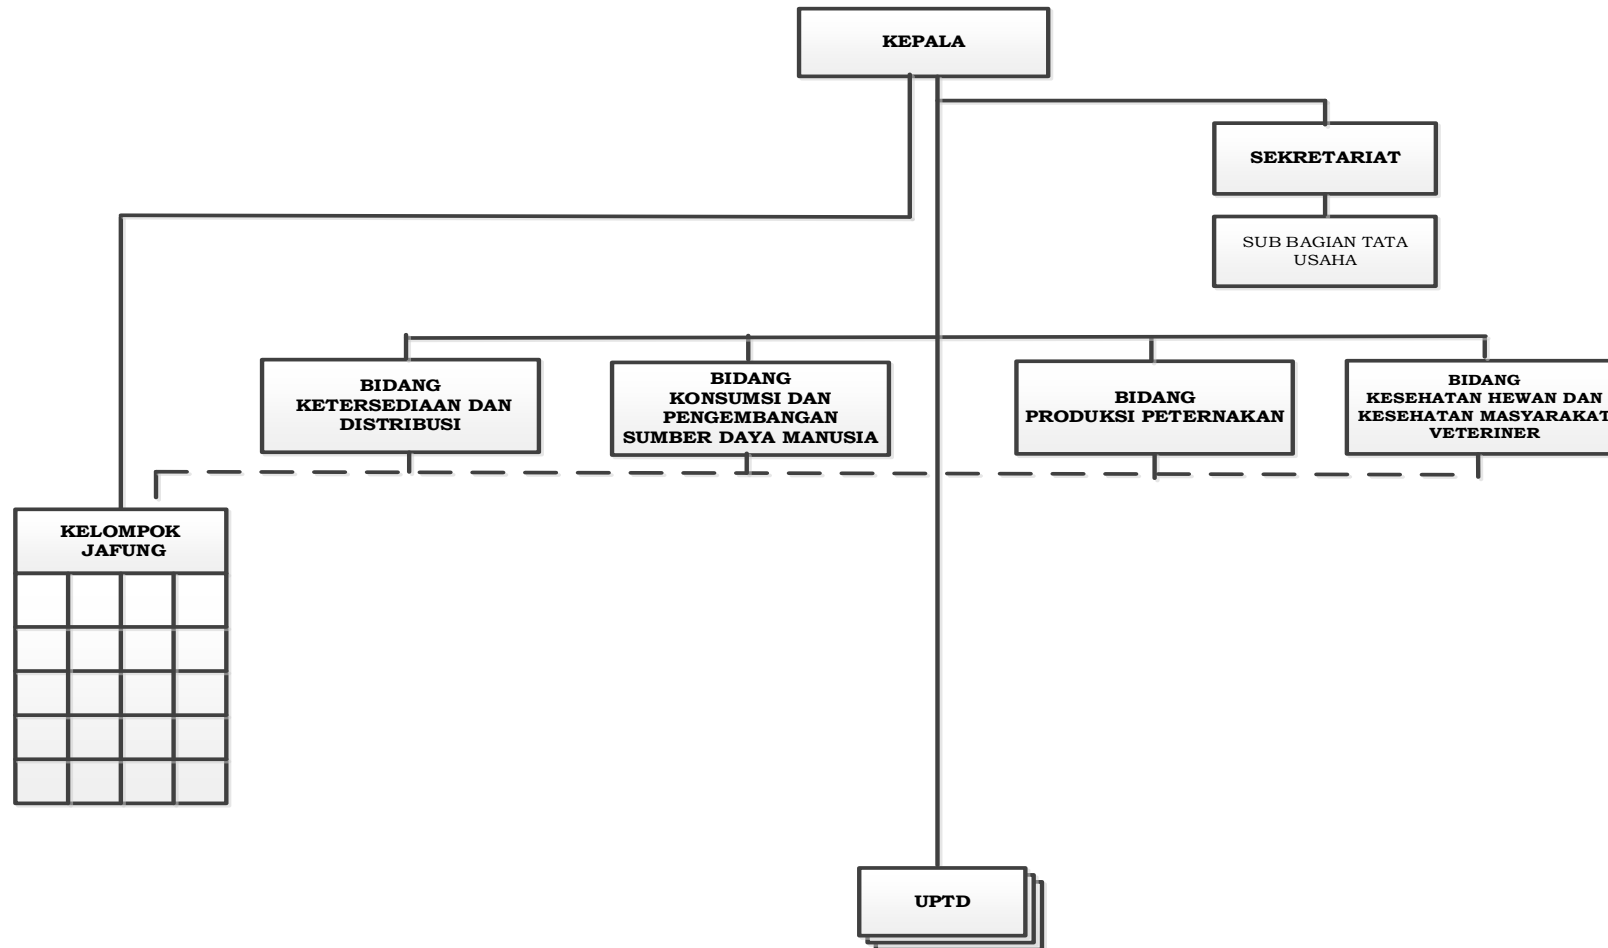 KEPALA
SEKRETARIAT
SUB BAGIAN TATA
USAHA
BIDANG
KETERSEDIAAN DAN
DISTRIBUSI
BIDANG
KONSUMSI DAN
PENGEMBANGAN
SUMBER DAYA MANUSIA
BIDANG
PRODUKSI PETERNAKAN
BIDANG
KESEHATAN HEWAN DAN
KESEHATAN MASYARAKAT
VETERINER
KELOMPOK
JAFUNG
UPTD